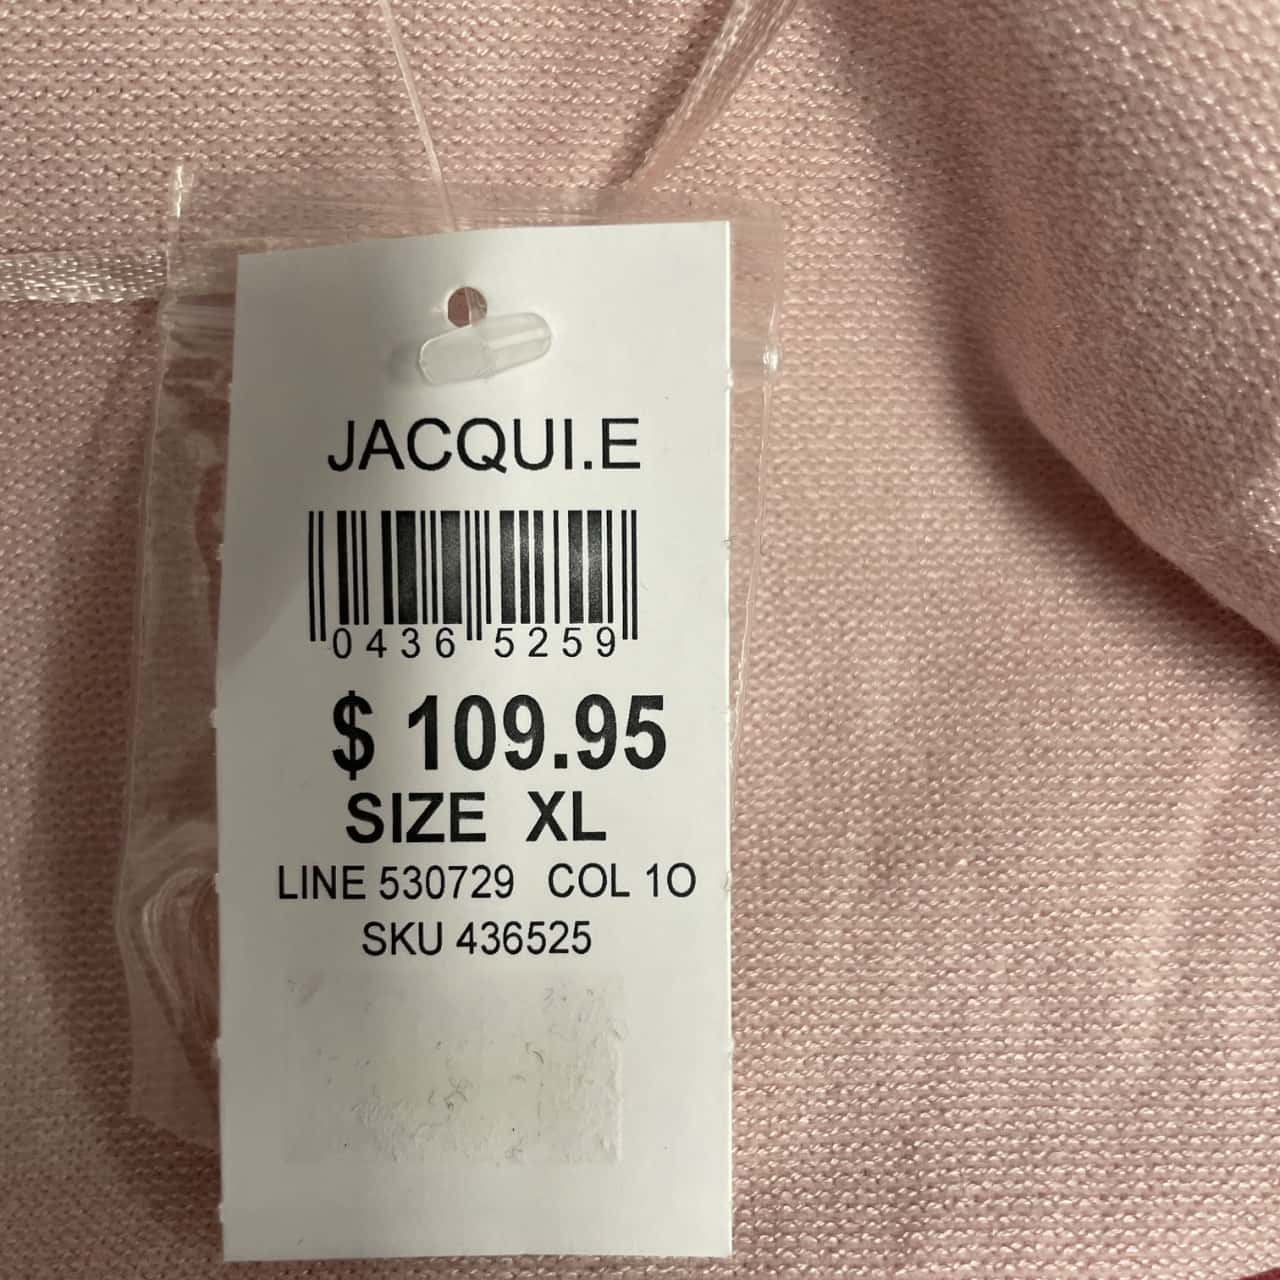 JACQUI.E
0436 5259
$ 109.95
SIZE XL
LINE 530729 COL 1O
SKU 436525